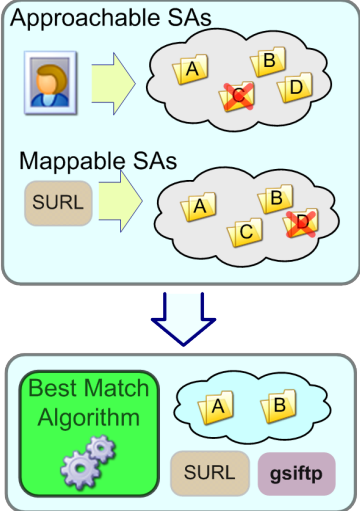 Approachable SAs
A
B
C
D
Mappable SAs
SURL
A
B
C
D
Best Match
Algorithm
A
B
SURL
gsiftp